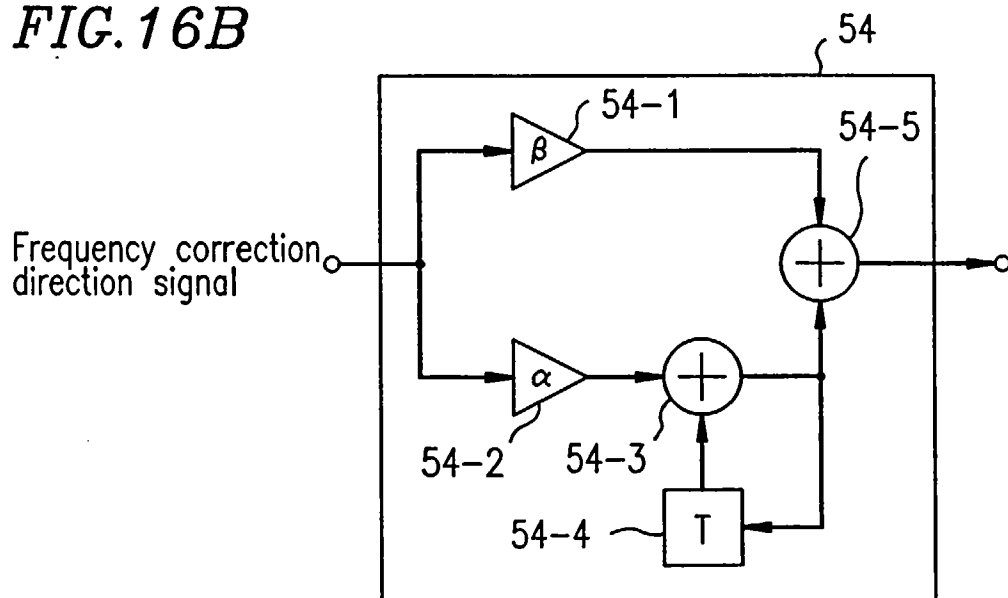 FIG.16B
54
54-1
54-5
β
+
Frequency correction
direction signal
α
+
54-2
54-3
54-4
T